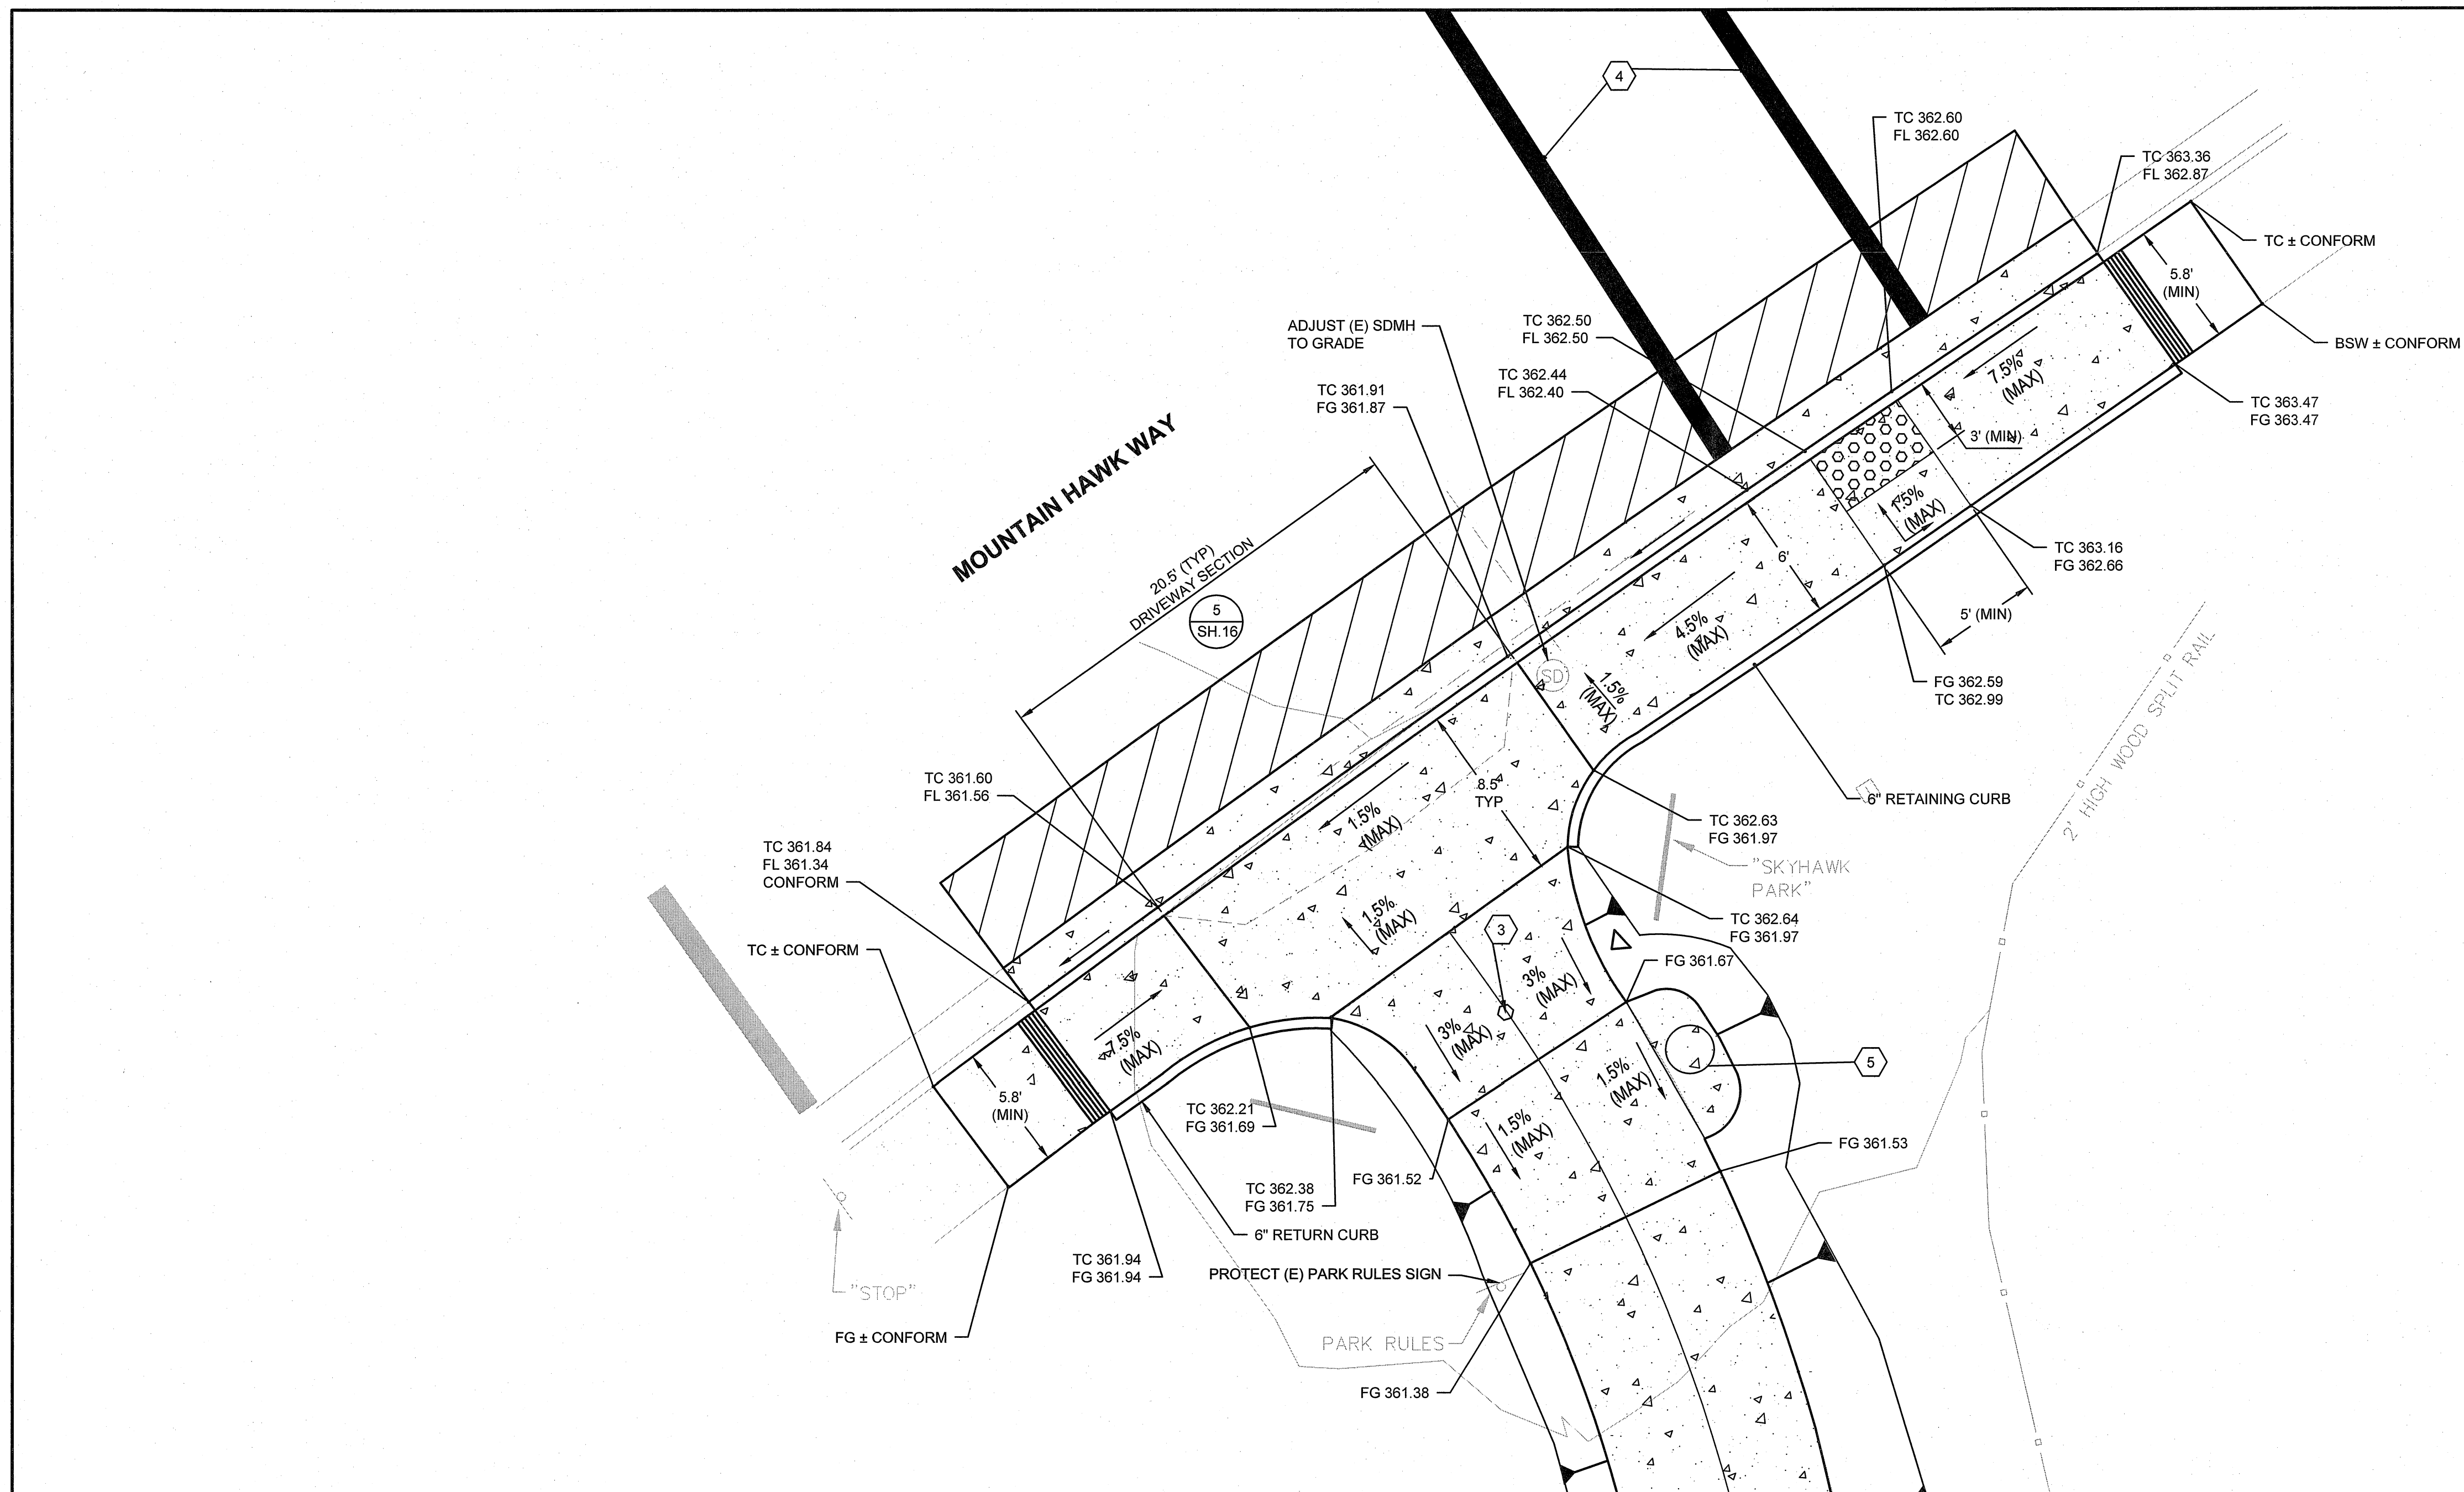 4
TC 362.60
FL 362.60
TC 363.36
FL 362.87
TC ± CONFORM
5.8'
(MIN)
BSW ± CONFORM
ADJUST (E) SDMH
TO GRADE
TC 362.50
FL 362.50
TC 362.44
FL 362.40
TC 361.91
FG 361.87
7.5%
(MAX)
3' (MIN)
TC 363.47
FG 363.47
MOUNTAIN HAWK WAY
20.5' (TYP)
DRIVEWAY SECTION
5
SH.16
1.5%
(MAX)
6'
TC 363.16
FG 362.66
5' (MIN)
4.5%
(MAX)
SD
1.5%
(MAX)
FG 362.59
TC 362.99
2' HIGH WOOD SPLIT RAIL
TC 361.60
FL 361.56
8.5'
TYP
6" RETAINING CURB
1.5%
(MAX)
TC 362.63
FG 361.97
TC 361.84
FL 361.34
CONFORM
"SKYHAWK
PARK"
1.5%
(MAX)
3
TC 362.64
FG 361.97
TC ± CONFORM
FG 361.67
3%
(MAX)
3%
(MAX)
7.5%
(MAX)
5
1.5%
(MAX)
5.8'
(MIN)
TC 362.21
FG 361.69
1.5%
(MAX)
FG 361.53
FG 361.52
TC 362.38
FG 361.75
6" RETURN CURB
TC 361.94
FG 361.94
PROTECT (E) PARK RULES SIGN
"STOP"
FG ± CONFORM
PARK RULES
FG 361.38